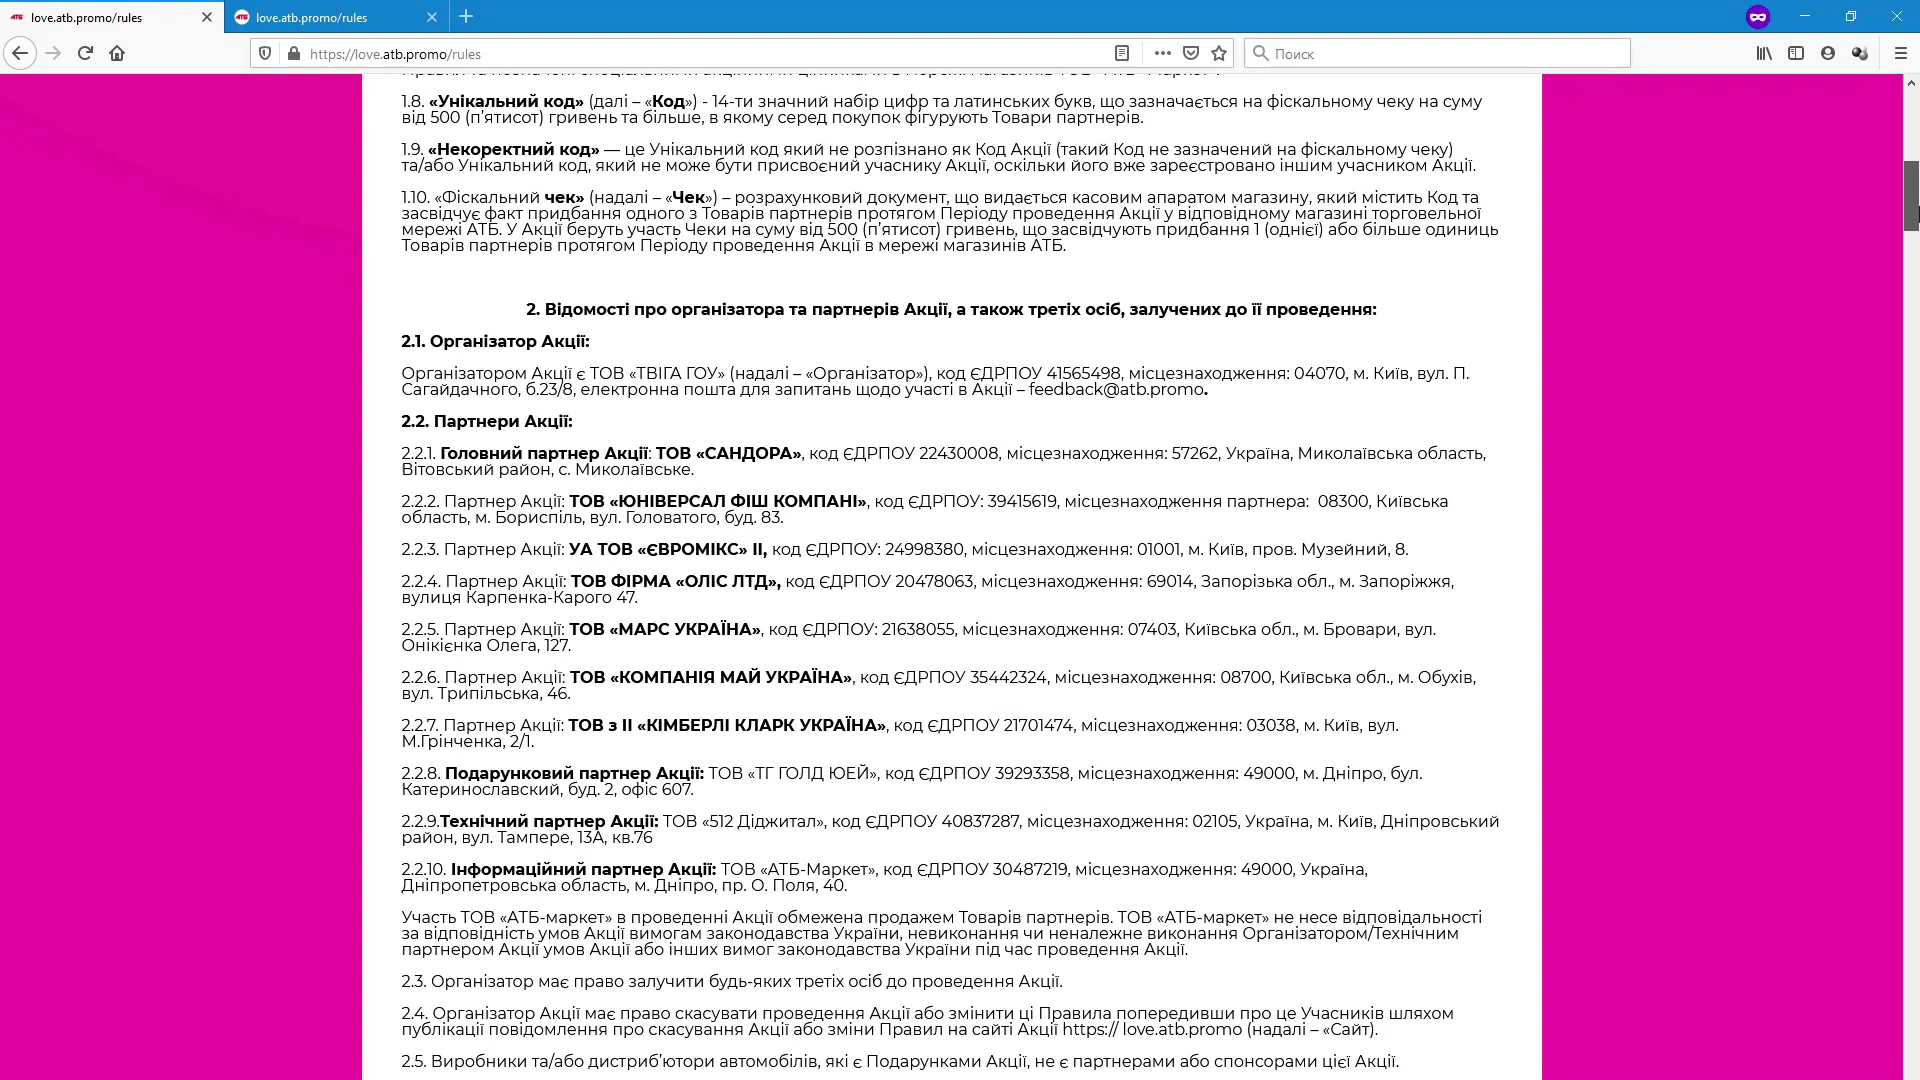 love.atb.promo/rules
love.atb.promo/rules
https://love.atb.promo/rules
Поиск
1.8. «Унікальний код» (далі – «Код») - 14-ти значний набір цифр та латинських букв, що зазначається на фіскальному чеку на суму
від 500 (п’ятисот) гривень та більше, в якому серед покупок фігурують Товари партнерів.
1.9. «Некоректний код» — це Унікальний код який не розпізнано як Код Акції (такий Код не зазначений на фіскальному чеку)
та/або Унікальний код, який не може бути присвоєний учаснику Акції, оскільки його вже зареєстровано іншим учасником Акції.
1.10. «Фіскальний чек» (надалі – «Чек») – розрахунковий документ, що видається касовим апаратом магазину, який містить Код та
засвідчує факт придбання одного з Товарів партнерів протягом Періоду проведення Акції у відповідному магазині торговельної
мережі АТБ. У Акції беруть участь Чеки на суму від 500 (п’ятисот) гривень, що засвідчують придбання 1 (однієї) або більше одиниць
Товарів партнерів протягом Періоду проведення Акції в мережі магазинів АТБ.
2. Відомості про організатора та партнерів Акції, а також третіх осіб, залучених до її проведення:
2.1. Організатор Акції:
Організатором Акції є ТОВ «ТВІГА ГОУ» (надалі – «Організатор»), код ЄДРПОУ 41565498, місцезнаходження: 04070, м. Київ, вул. П.
Сагайдачного, б.23/8, електронна пошта для запитань щодо участі в Акції – feedback@atb.promo.
2.2. Партнери Акції:
2.2.1. Головний партнер Акції: ТОВ «САНДОРА», код ЄДРПОУ 22430008, місцезнаходження: 57262, Україна, Миколаївська область,
Вітовський район, с. Миколаївське.
2.2.2. Партнер Акції: ТОВ «ЮНІВЕРСАЛ ФІШ КОМПАНІ», код ЄДРПОУ: 39415619, місцезнаходження партнера:  08300, Київська
область, м. Бориспіль, вул. Головатого, буд. 83.
2.2.3. Партнер Акції: УА ТОВ «ЄВРОМІКС» ІІ, код ЄДРПОУ: 24998380, місцезнаходження: 01001, м. Київ, пров. Музейний, 8.
2.2.4. Партнер Акції: ТОВ ФІРМА «ОЛІС ЛТД», код ЄДРПОУ 20478063, місцезнаходження: 69014, Запорізька обл., м. Запоріжжя,
вулиця Карпенка-Карого 47.
2.2.5. Партнер Акції: ТОВ «МАРС УКРАЇНА», код ЄДРПОУ: 21638055, місцезнаходження: 07403, Київська обл., м. Бровари, вул.
Онікієнка Олега, 127.
2.2.6. Партнер Акції: ТОВ «КОМПАНІЯ МАЙ УКРАЇНА», код ЄДРПОУ 35442324, місцезнаходження: 08700, Київська обл., м. Обухів,
вул. Трипільська, 46.
2.2.7. Партнер Акції: ТОВ з ІІ «КІМБЕРЛІ КЛАРК УКРАЇНА», код ЄДРПОУ 21701474, місцезнаходження: 03038, м. Київ, вул.
М.Грінченка, 2/1.
2.2.8. Подарунковий партнер Акції: ТОВ «ТГ ГОЛД ЮЕЙ», код ЄДРПОУ 39293358, місцезнаходження: 49000, м. Дніпро, бул.
Катеринославский, буд. 2, офіс 607.
2.2.9.Технічний партнер Акції: ТОВ «512 Діджитал», код ЄДРПОУ 40837287, місцезнаходження: 02105, Україна, м. Київ, Дніпровський
район, вул. Тампере, 13А, кв.76
2.2.10. Інформаційний партнер Акції: ТОВ «АТБ-Маркет», код ЄДРПОУ 30487219, місцезнаходження: 49000, Україна,
Дніпропетровська область, м. Дніпро, пр. О. Поля, 40.
Участь ТОВ «АТБ-маркет» в проведенні Акції обмежена продажем Товарів партнерів. ТОВ «АТБ-маркет» не несе відповідальності
за відповідність умов Акції вимогам законодавства України, невиконання чи неналежне виконання Організатором/Технічним
партнером Акції умов Акції або інших вимог законодавства України під час проведення Акції.
2.3. Організатор має право залучити будь-яких третіх осіб до проведення Акції.
2.4. Організатор Акції має право скасувати проведення Акції або змінити ці Правила попередивши про це Учасників шляхом
публікації повідомлення про скасування Акції або зміни Правил на сайті Акції https:// love.atb.promo (надалі – «Сайт).
2.5. Виробники та/або дистриб’ютори автомобілів, які є Подарунками Акції, не є партнерами або спонсорами цієї Акції.